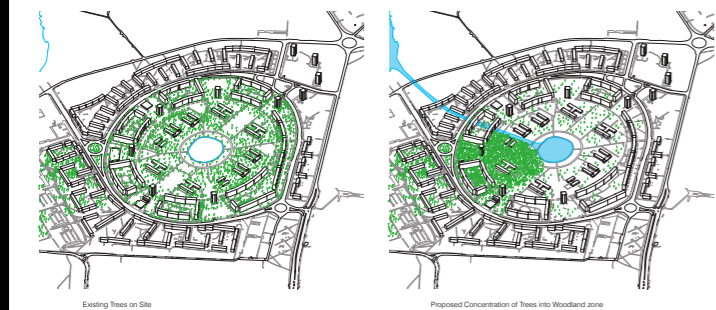 Existing Trees on Site
Proposed Concentration of Trees into Woodland zone